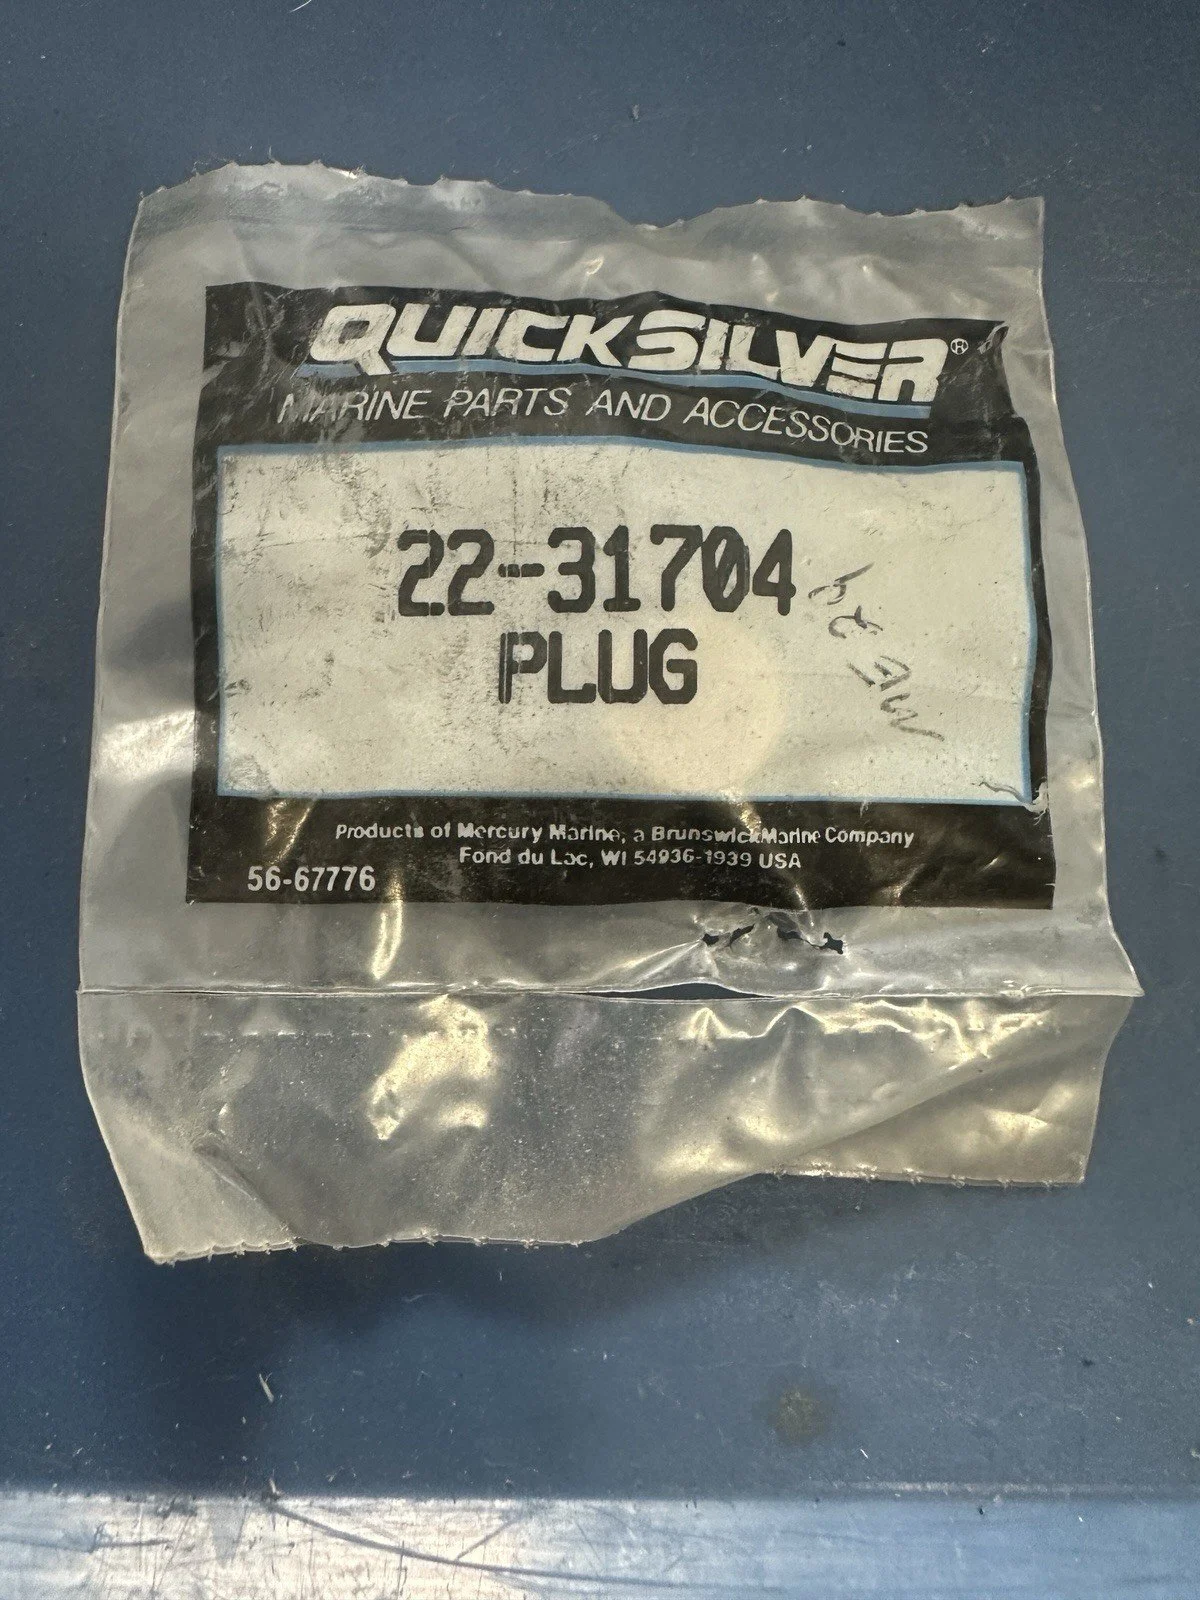 QUICKSILVER®
MARINE PARTS AND ACCESSORIES
22-31704
PLUG
Products of Mercury Marine, a Brunswick Marine Company
Fond du Lac, WI 54936-1939 USA
56-67776